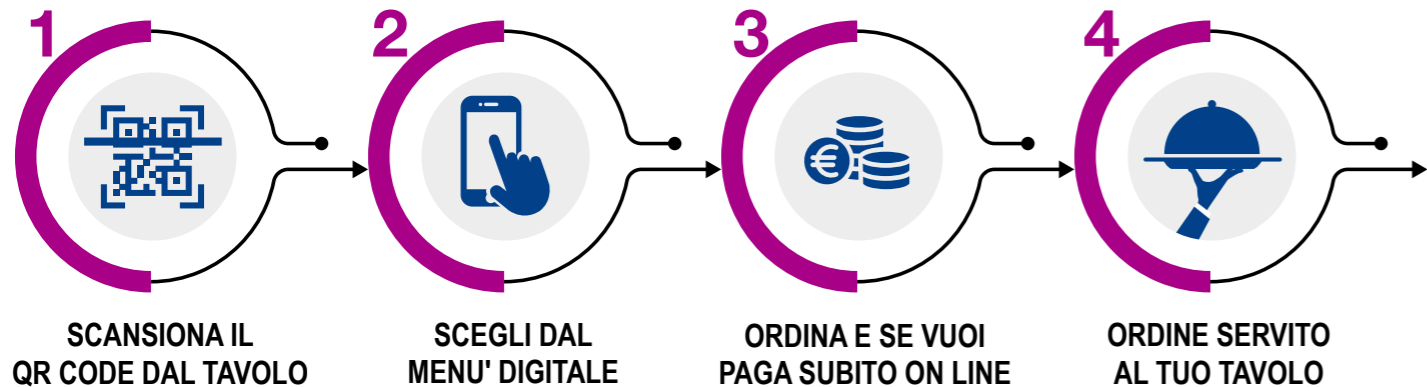 1
SCANSIONA IL
QR CODE DAL TAVOLO
2
SCEGLI DAL
MENU' DIGITALE
3
€
ORDINA E SE VUOI
PAGA SUBITO ON LINE
4
ORDINE SERVITO
AL TUO TAVOLO